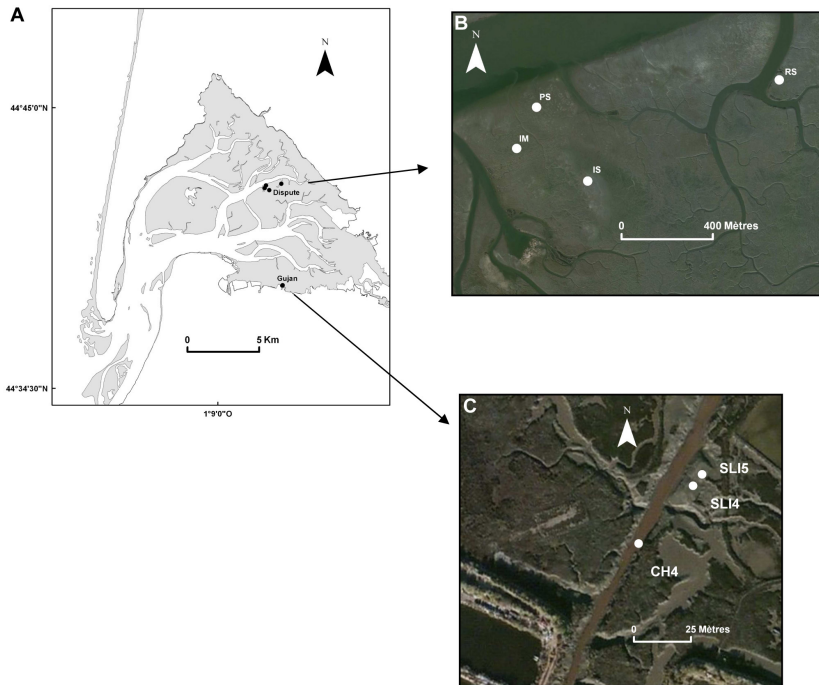 A
N
44°45'0"N
Dispute
Gujan
0 5 Km
44°34'30"N
1°9'0"O
B
N
RS
PS
IM
IS
0 400 Mètres
C
N
SLI5
SLI4
CH4
0 25 Mètres